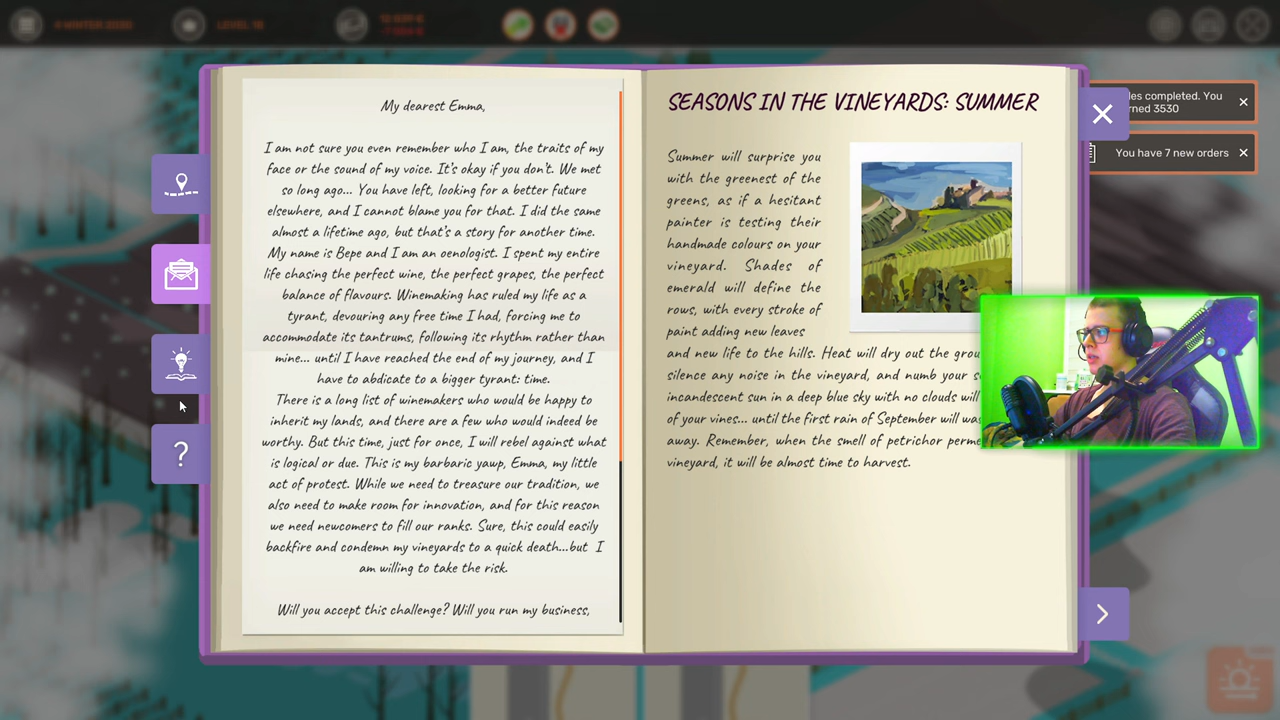 4 WINTER 2030
LEVEL 18
My dearest Emma,
I am not sure you even remember who I am, the traits of my
face or the sound of my voice. It's okay if you don't. We met
so long ago... You have left, looking for a better future
elsewhere, and I cannot blame you for that. I did the same
almost a lifetime ago, but that's a story for another time.
My name is Bepe and I am an oenologist. I spent my entire
life chasing the perfect wine, the perfect grapes, the perfect
balance of flavours. Winemaking has ruled my life as a
tyrant, devouring any free time I had, forcing me to
accommodate its tantrums, following its rhythm rather than
mine... until I have reached the end of my journey, and I
have to abdicate to a bigger tyrant: time.
There is a long list of winemakers who would be happy to
inherit my lands, and there are a few who would indeed be
worthy. But this time, just for once, I will rebel against what
is logical or due. This is my barbaric yawp, Emma, my little
act of protest. While we need to treasure our tradition, we
also need to make room for innovation, and for this reason
we need newcomers to fill our ranks. Sure, this could easily
backfire and condemn my vineyards to a quick death...but I
am willing to take the risk.
Will you accept this challenge? Will you run my business,
SEASONS IN THE VINEYARDS: SUMMER
Summer will surprise you
with the greenest of the
greens, as if a hesitant
painter is testing their
handmade colours on your
vineyard. Shades of
emerald will define the
rows, with every stroke of
paint adding new leaves
and new life to the hills. Heat will dry out the
silence any noise in the vineyard, and numb your
incandescent sun in a deep blue sky with no clouds will
of your vines... until the first rain of September will
away. Remember, when the smell of petrichor
vineyard, it will be almost time to harvest.
completed. You
3530
You have 7 new orders
?